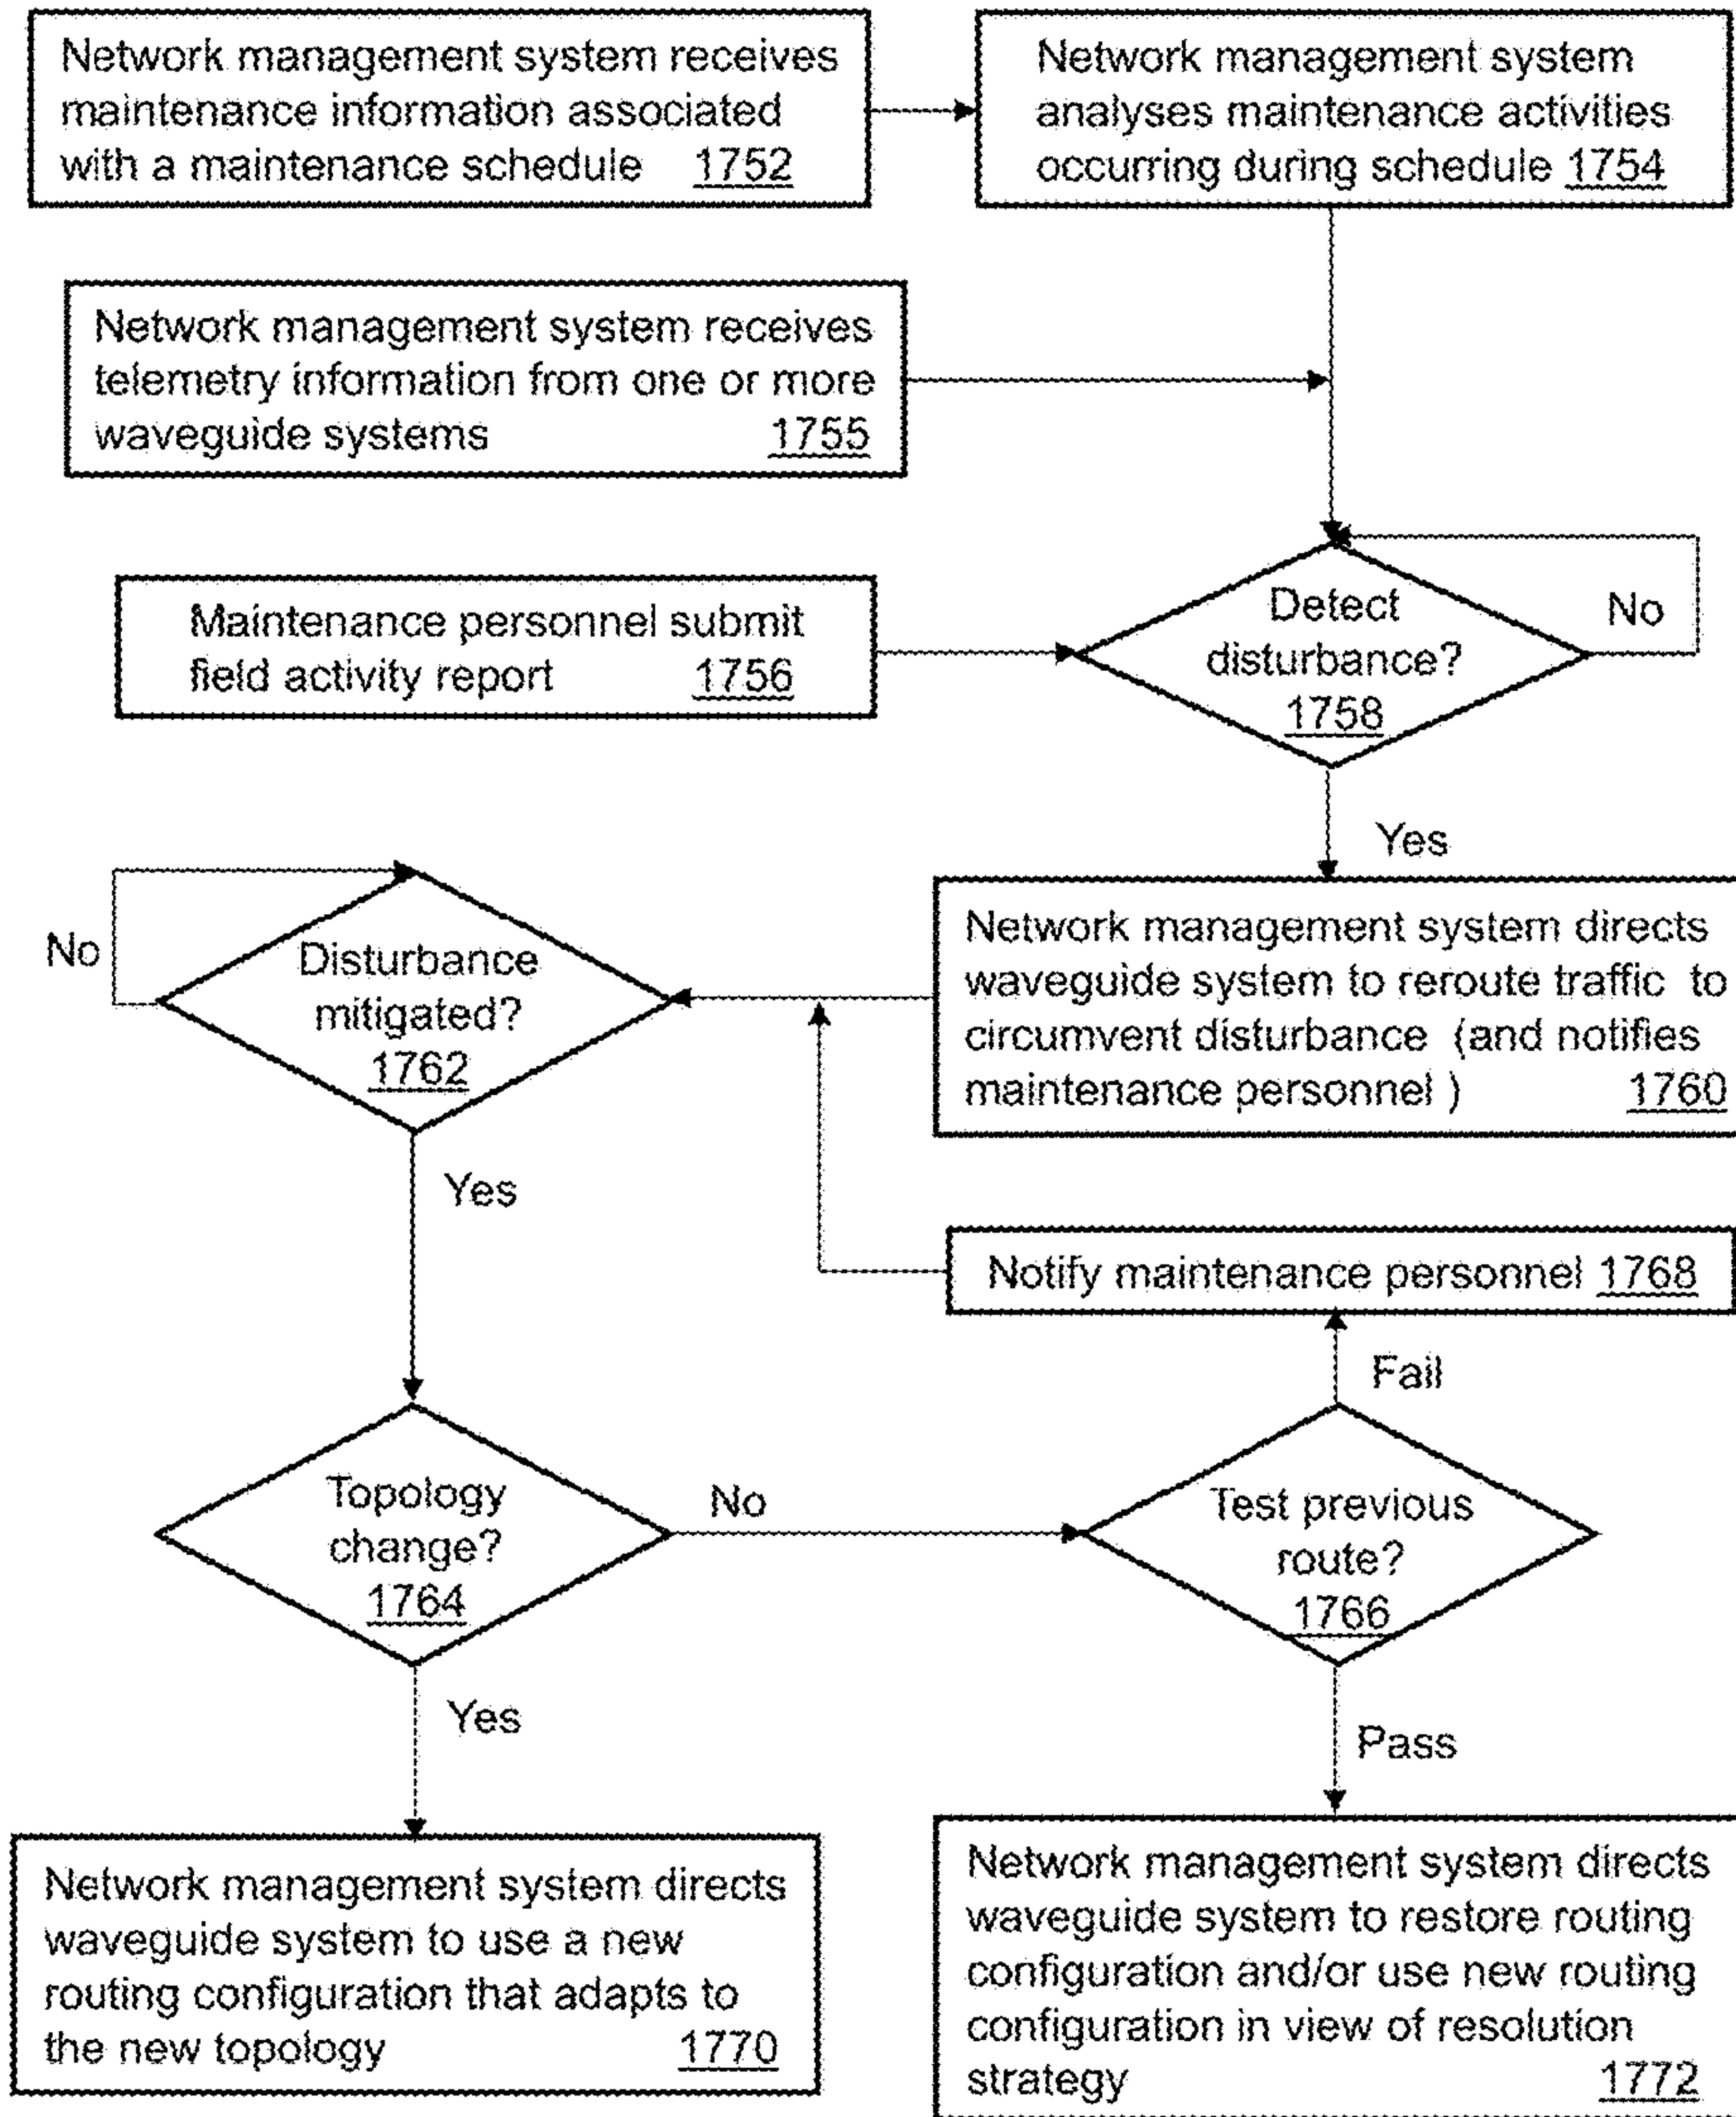 Network management system receives
maintenance information associated
with a maintenance schedule 1752
Network management system
analyses maintenance activities
occurring during schedule 1754
Network management system receives
telemetry information from one or more
waveguide systems 1755
Maintenance personnel submit
field activity report 1756
Detect
disturbance?
1758
No
Yes
Network management system directs
waveguide system to reroute traffic to
circumvent disturbance (and notifies
maintenance personnel ) 1760
No
Disturbance
mitigated?
1762
Yes
Notify maintenance personnel 1768
Fail
Topology
change?
1764
No
Test previous
route?
1766
Yes
Pass
Network management system directs
waveguide system to use a new
routing configuration that adapts to
the new topology 1770
Network management system directs
waveguide system to restore routing
configuration and/or use new routing
configuration in view of resolution
strategy 1772